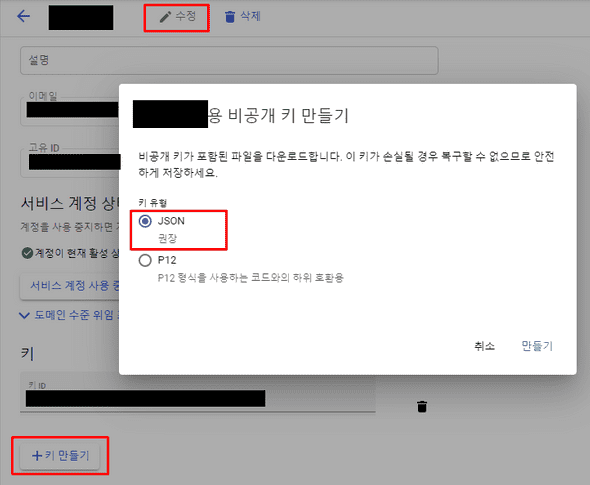 수정
삭제
설명
이메일
고유 ID
서비스 계정 상태
계정을 사용 중지하면
계정이 현재 활성 상
서비스 계정 사용 중
도메인 수준 위임
키
키 ID
키 만들기
용 비공개 키 만들기
비공개 키가 포함된 파일을 다운로드합니다. 이 키가 손실될 경우 복구할 수 없으므로 안전
하게 저장하세요.
키 유형
JSON
권장
P12
P12 형식을 사용하는 코드와의 하위 호환용
취소
만들기